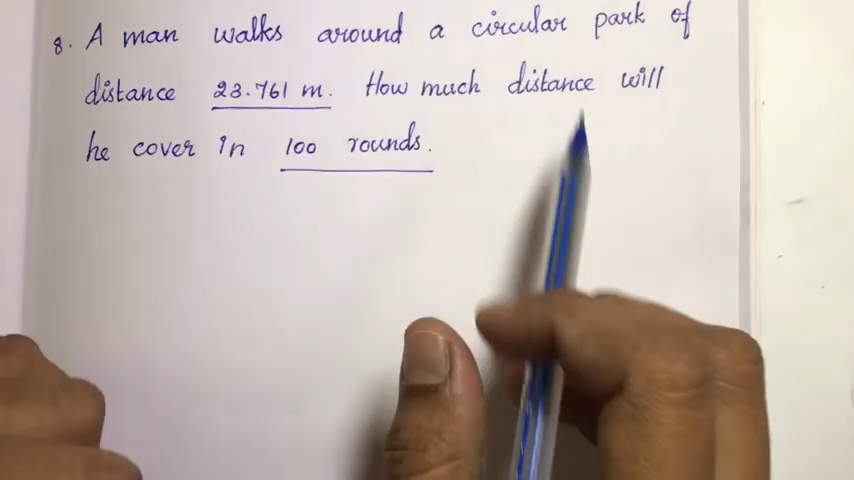 8. A man walks around a circular park of
distance 23.761 m. How much distance will
he cover in 100 rounds.